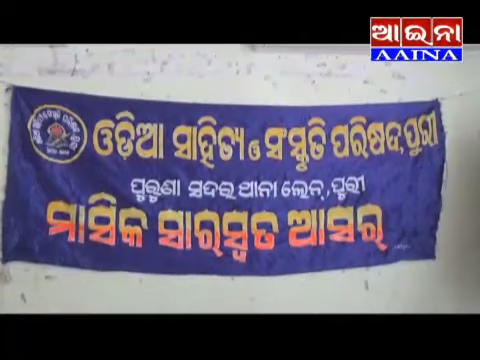 ଆଇନା
AAINA
ଓଡ଼ିଆ ସାହିତ୍ୟ ଓ ସଂସ୍କୃତି ପରିଷଦ, ପୁରୀ
ପୁରୁଣା ସଦର ଥାନା ଲେନ୍, ପୁରୀ
ମାସିକ ସାରସ୍ୱତ ଆସର